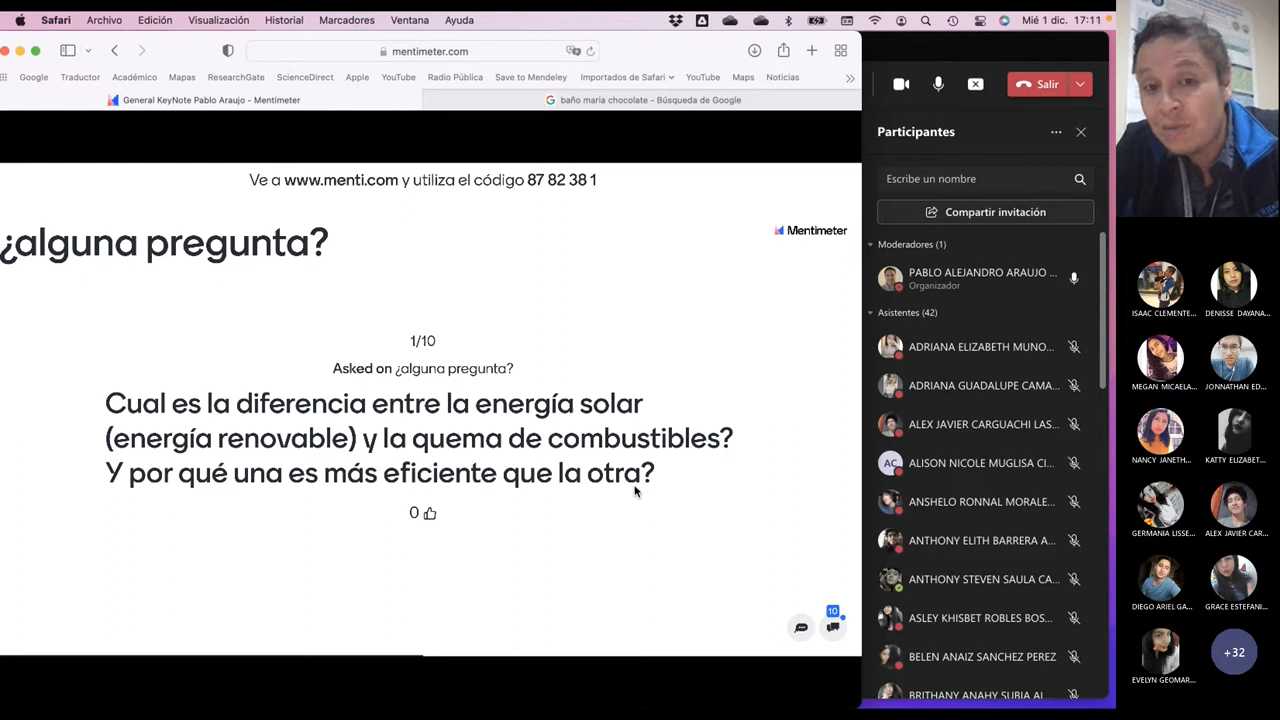 Safari Archivo Edición Visualización Historial Marcadores Ventana Ayuda Mié 1 dic. 17:11
mentimeter.com
Google Traductor Académico Mapas ResearchGate ScienceDirect Apple YouTube Radio Pública Save to Mendeley Importados de Safari YouTube Maps Noticias
General KeyNote Pablo Araujo - Mentimeter
baño maria chocolate - Búsqueda de Google
Ve a www.menti.com y utiliza el código 87 82 38 1
¿alguna pregunta?
Mentimeter
1/10
Asked on ¿alguna pregunta?
Cual es la diferencia entre la energía solar
(energía renovable) y la quema de combustibles?
Y por qué una es más eficiente que la otra?
0
10
Salir
Participantes
Escribe un nombre
Compartir invitación
Moderadores (1)
PABLO ALEJANDRO ARAUJO ...
Organizador
Asistentes (42)
ADRIANA ELIZABETH MUNO...
ADRIANA GUADALUPE CAMA...
ALEX JAVIER CARGUACHI LAS...
AC ALISON NICOLE MUGLISA CI...
ANSHELO RONNAL MORALE...
ANTHONY ELITH BARRERA A...
ANTHONY STEVEN SAULA CA...
ASLEY KHISBET ROBLES BOS...
BELEN ANAIZ SANCHEZ PEREZ
BRITHANY ANAHY SUBIA AL
ISAAC CLEMENTE... DENISSE DAYANA...
MEGAN MICAELA... JONNATHAN ED...
NANCY JANETH... KATTY ELIZABET...
GERMANIA LISSE... ALEX JAVIER CAR...
DIEGO ARIEL GA... GRACE ESTEFANI...
EVELYN GEOMAR... +32